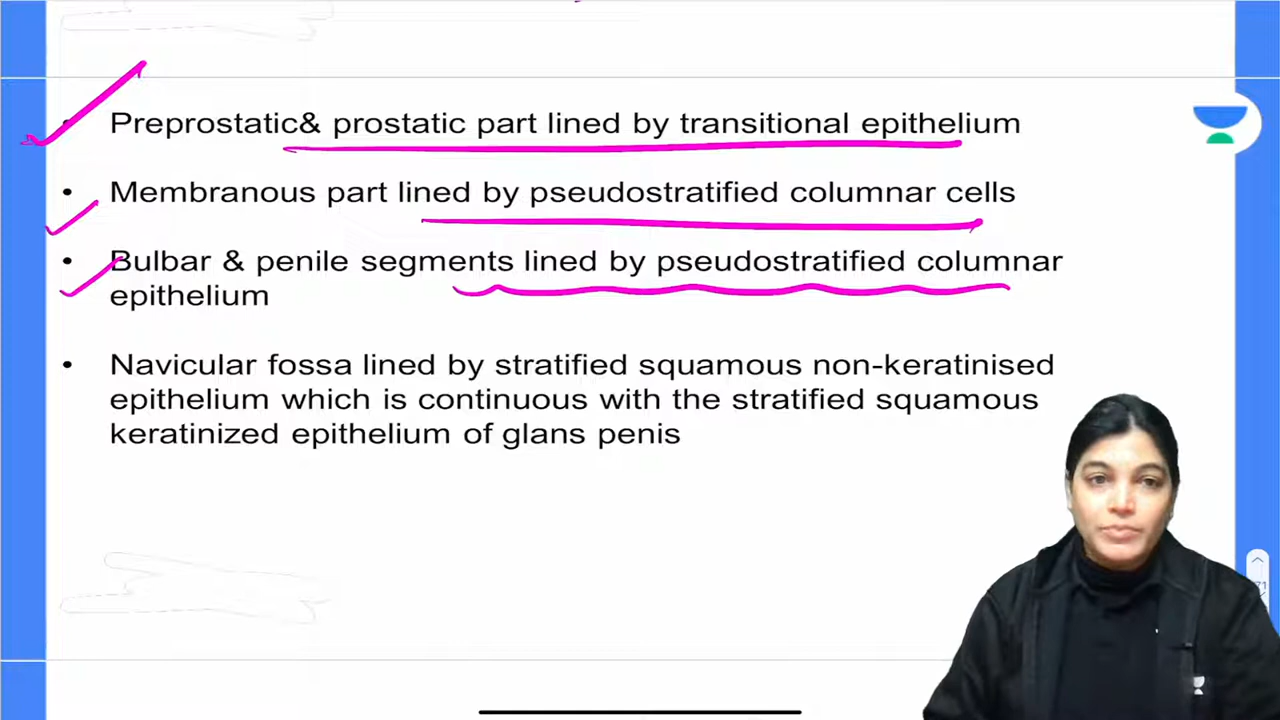 • Preprostatic& prostatic part lined by transitional epithelium
• Membranous part lined by pseudostratified columnar cells
• Bulbar & penile segments lined by pseudostratified columnar
epithelium
• Navicular fossa lined by stratified squamous non-keratinised
epithelium which is continuous with the stratified squamous
keratinized epithelium of glans penis
71